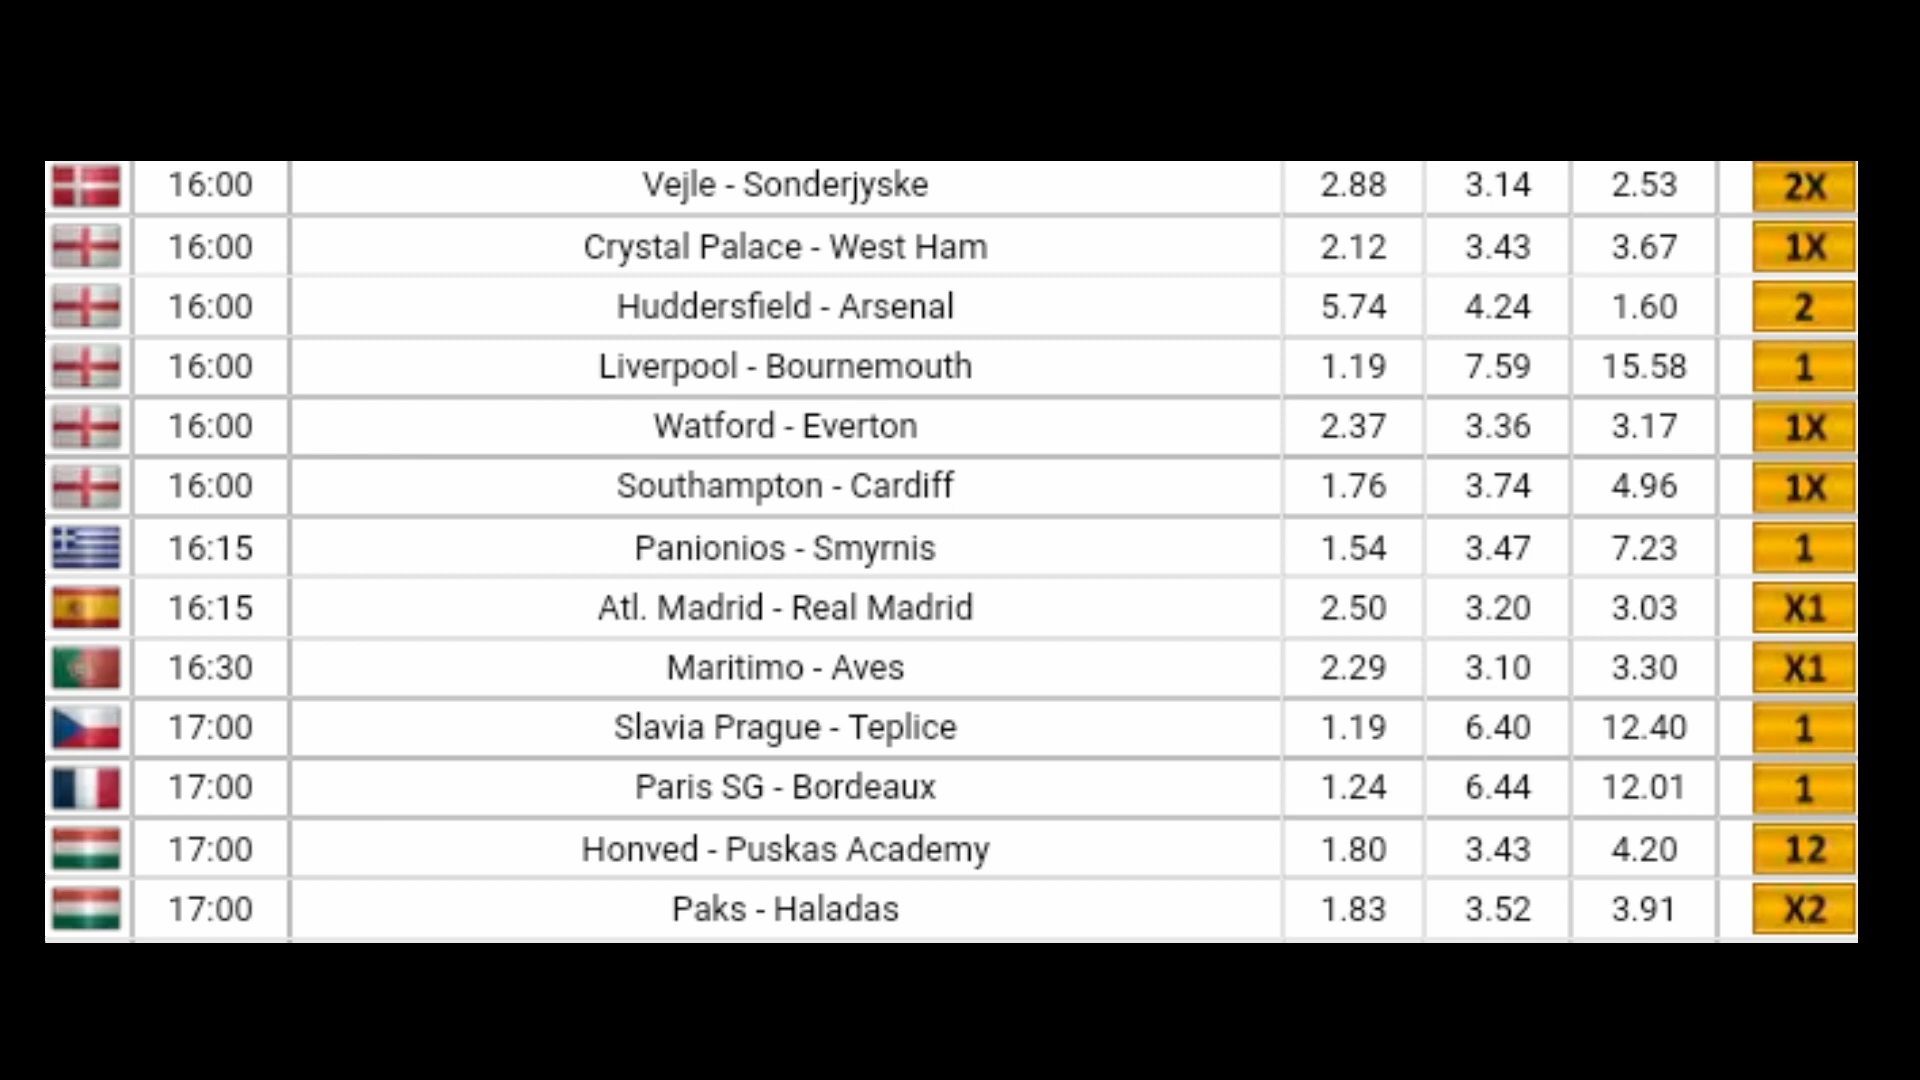 16:00 Vejle - Sonderjyske 2.88 3.14 2.53 2X
16:00 Crystal Palace - West Ham 2.12 3.43 3.67 1X
16:00 Huddersfield - Arsenal 5.74 4.24 1.60 2
16:00 Liverpool - Bournemouth 1.19 7.59 15.58 1
16:00 Watford - Everton 2.37 3.36 3.17 1X
16:00 Southampton - Cardiff 1.76 3.74 4.96 1X
16:15 Panionios - Smyrnis 1.54 3.47 7.23 1
16:15 Atl. Madrid - Real Madrid 2.50 3.20 3.03 X1
16:30 Maritimo - Aves 2.29 3.10 3.30 X1
17:00 Slavia Prague - Teplice 1.19 6.40 12.40 1
17:00 Paris SG - Bordeaux 1.24 6.44 12.01 1
17:00 Honved - Puskas Academy 1.80 3.43 4.20 12
17:00 Paks - Haladas 1.83 3.52 3.91 X2